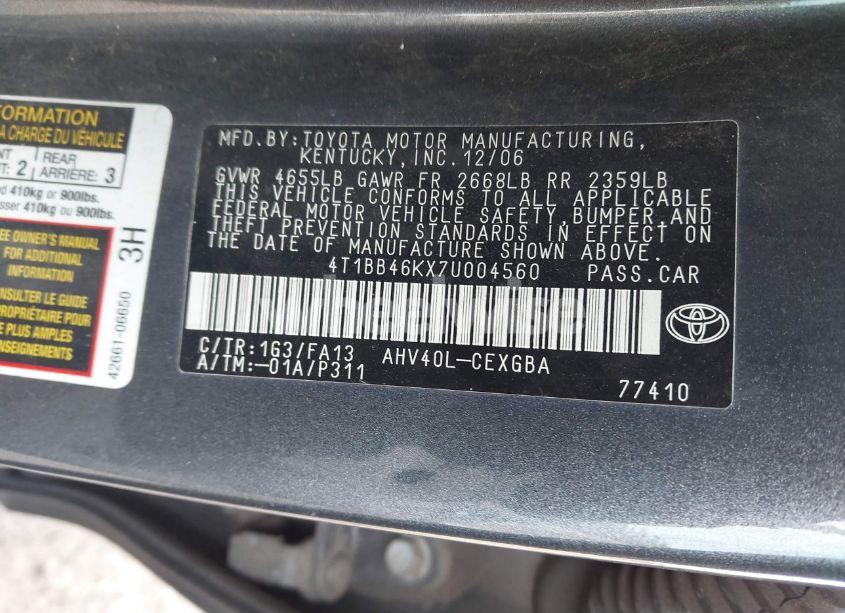 FORMATION
A CHARGE DU VÉHICULE
NT
T: 2
REAR
ARRIÈRE: 3
d 410kg or 900lbs.
sser 410kg ou 900lbs.
EE OWNER'S MANUAL
FOR ADDITIONAL
INFORMATION
NSULTER LE GUIDE
PROPRIÉTAIRE POUR
E PLUS AMPLES
NSEIGNEMENTS.
3H
42661-06650
MFD.BY:TOYOTA MOTOR MANUFACTURING,
KENTUCKY,INC.12/06
GVWR 4655LB GAWR FR 2668LB RR 2359LB
THIS VEHICLE CONFORMS TO ALL APPLICABLE
FEDERAL MOTOR VEHICLE SAFETY,BUMPER,AND
THEFT PREVENTION STANDARDS IN EFFECT ON
THE DATE OF MANUFACTURE SHOWN ABOVE.
4T1BB46KX7U004560 PASS.CAR
C/TR:1G3/FA13 AHV40L-CEXGBA
A/TM:-01A/P311
77410